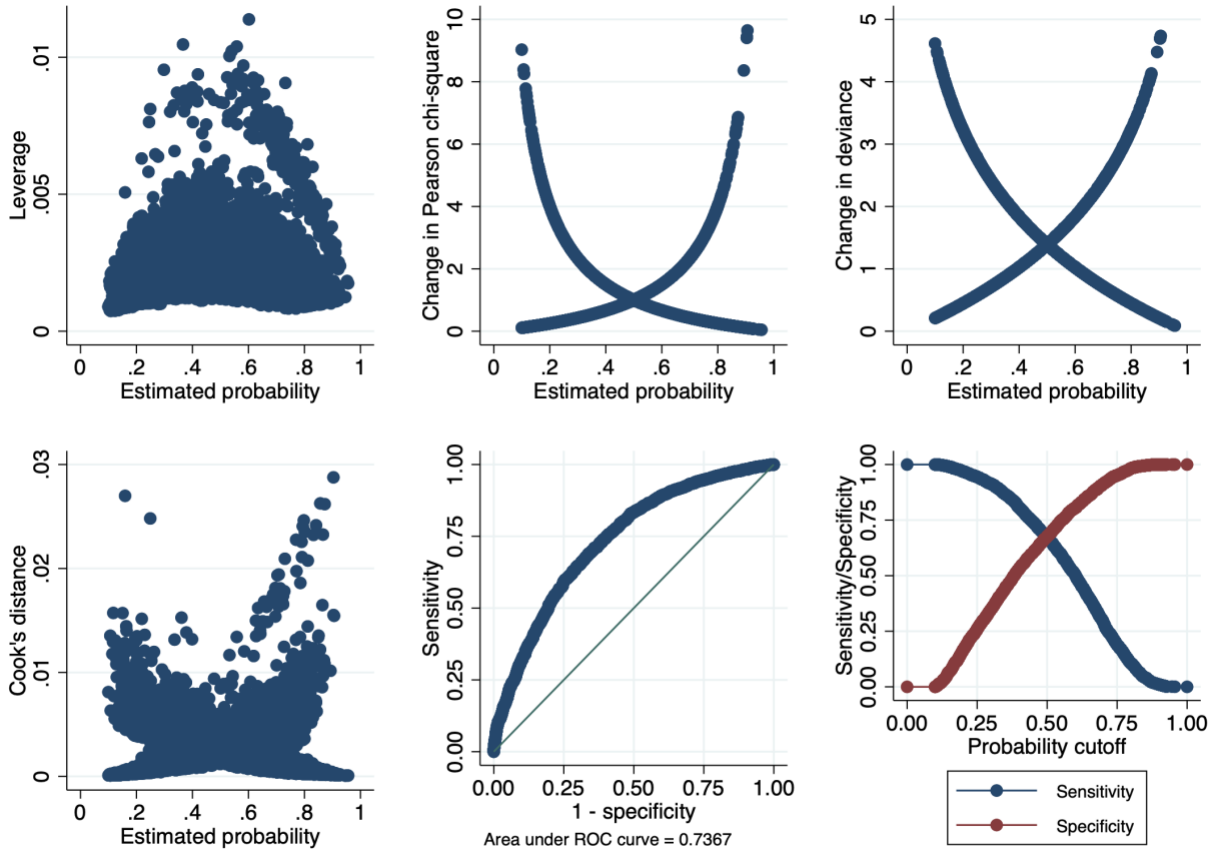 Leverage
.01
.005
0
0 .2 .4 .6 .8 1
Estimated probability
Change in Pearson chi-square
10
8
6
4
2
0
0 .2 .4 .6 .8 1
Estimated probability
Change in deviance
5
4
3
2
1
0
0 .2 .4 .6 .8 1
Estimated probability
Cook's distance
.03
.02
.01
0
0 .2 .4 .6 .8 1
Estimated probability
Sensitivity
1.00
0.75
0.50
0.25
0.00
0.00 0.25 0.50 0.75 1.00
1 - specificity
Area under ROC curve = 0.7367
Sensitivity/Specificity
1.00
0.75
0.50
0.25
0.00
0.00 0.25 0.50 0.75 1.00
Probability cutoff
Sensitivity
Specificity